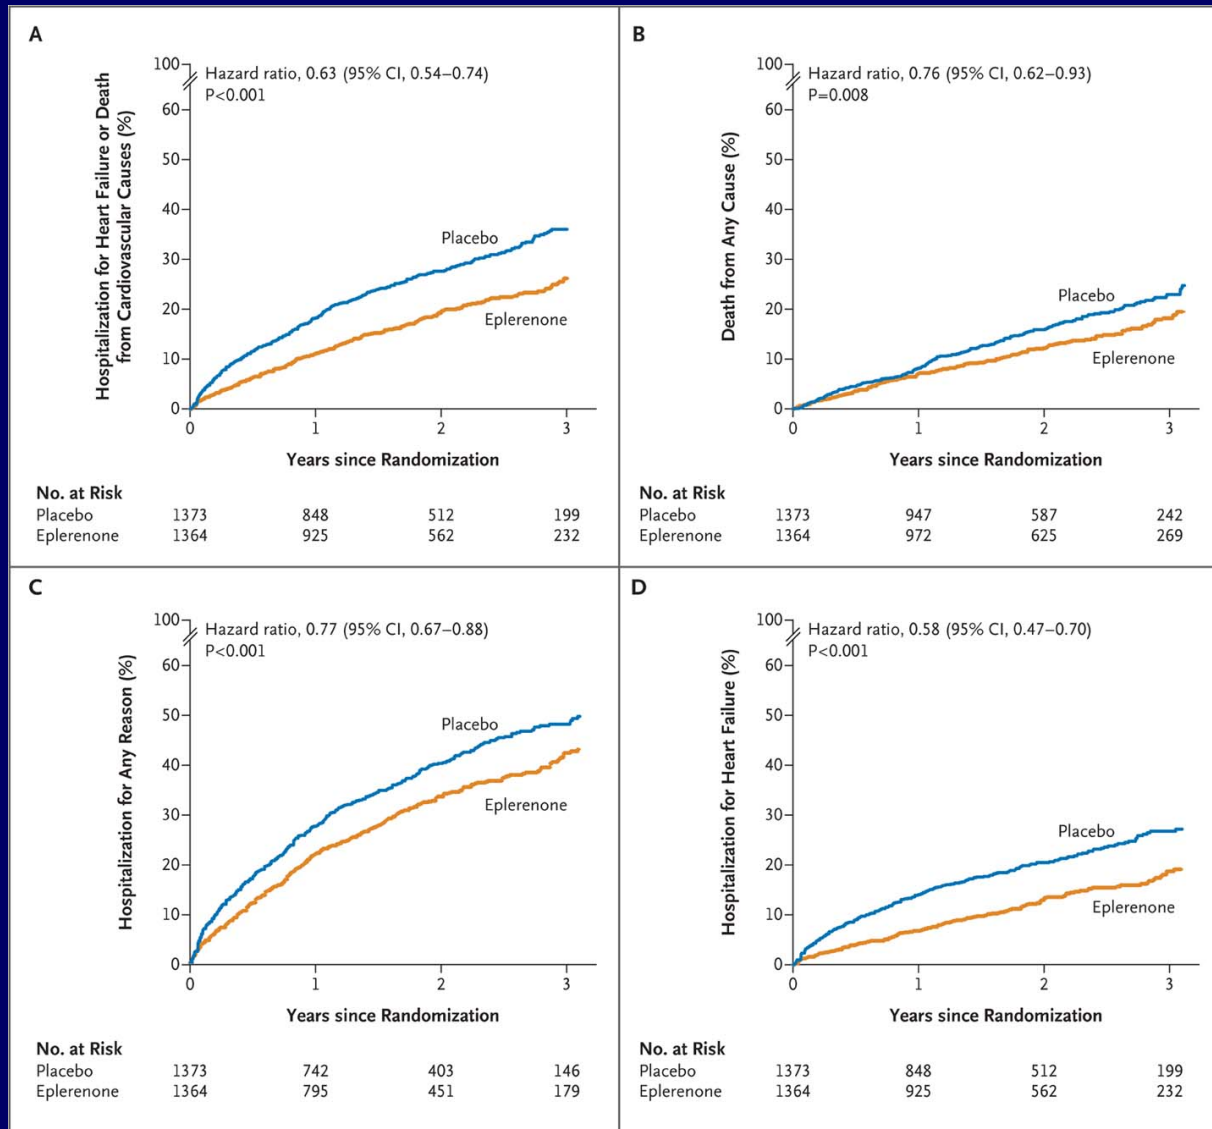 A
Hospitalization for Heart Failure or Death
from Cardiovascular Causes (%)
100
60
50
40
30
20
10
0
Hazard ratio, 0.63 (95% CI, 0.54–0.74)
P<0.001
Placebo
Eplerenone
0 1 2 3
Years since Randomization
No. at Risk
Placebo 1373 848 512 199
Eplerenone 1364 925 562 232
B
Death from Any Cause (%)
100
60
50
40
30
20
10
0
Hazard ratio, 0.76 (95% CI, 0.62–0.93)
P=0.008
Placebo
Eplerenone
0 1 2 3
Years since Randomization
No. at Risk
Placebo 1373 947 587 242
Eplerenone 1364 972 625 269
C
Hospitalization for Any Reason (%)
100
60
50
40
30
20
10
0
Hazard ratio, 0.77 (95% CI, 0.67–0.88)
P<0.001
Placebo
Eplerenone
0 1 2 3
Years since Randomization
No. at Risk
Placebo 1373 742 403 146
Eplerenone 1364 795 451 179
D
Hospitalization for Heart Failure (%)
100
60
50
40
30
20
10
0
Hazard ratio, 0.58 (95% CI, 0.47–0.70)
P<0.001
Placebo
Eplerenone
0 1 2 3
Years since Randomization
No. at Risk
Placebo 1373 848 512 199
Eplerenone 1364 925 562 232